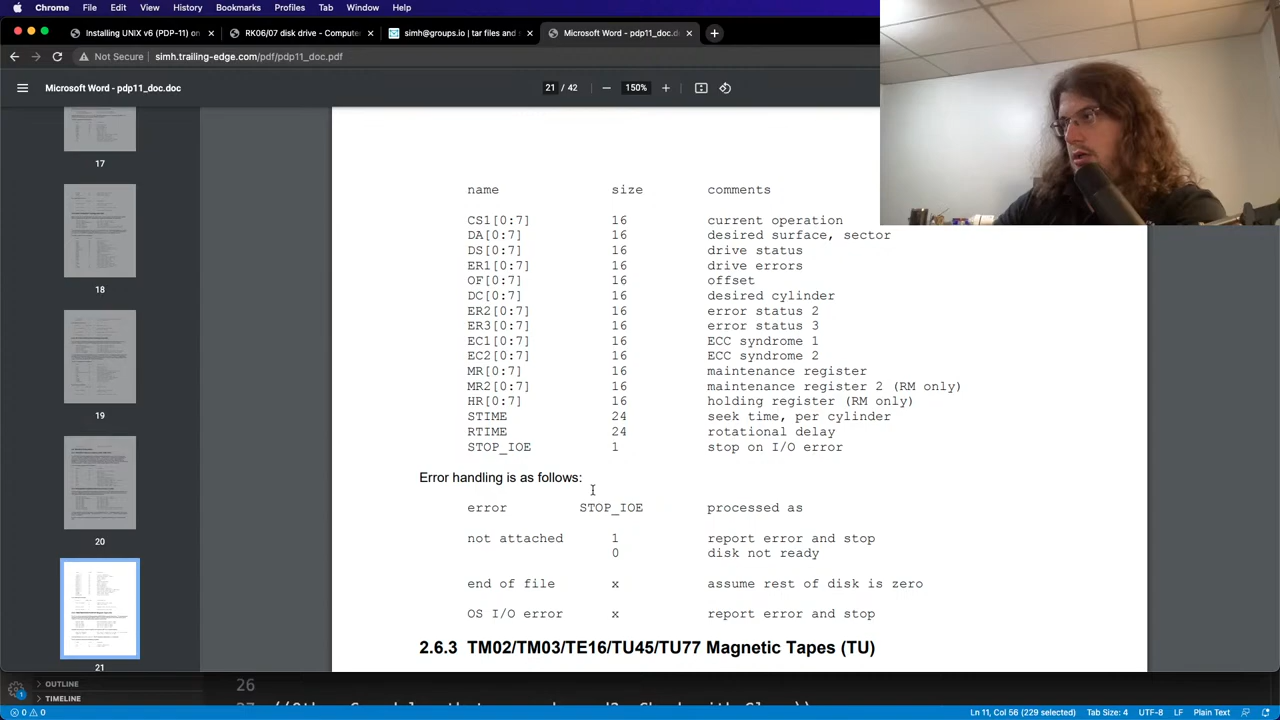 Chrome File Edit View History Bookmarks Profiles Tab Window Help
Installing UNIX v6 (PDP-11) on
RK06/07 disk drive - Compute
simh@groups.io | tar files and
Microsoft Word - pdp11_doc.d
Not Secure simh.trailing-edge.com/pdf/pdp11_doc.pdf
Microsoft Word - pdp11_doc.doc
21 / 42
150%
17
18
19
20
21
name size comments
CS1[0:7] 16 current operation
DA[0:7] 16 desired surface, sector
DS[0:7] 16 drive status
ER1[0:7] 16 drive errors
OF[0:7] 16 offset
DC[0:7] 16 desired cylinder
ER2[0:7] 16 error status 2
ER3[0:7] 16 error status 3
EC1[0:7] 16 ECC syndrome 1
EC2[0:7] 16 ECC syndrome 2
MR[0:7] 16 maintenance register
MR2[0:7] 16 maintenance register 2 (RM only)
HR[0:7] 16 holding register (RM only)
STIME 24 seek time, per cylinder
RTIME 24 rotational delay
STOP_IOE 1 stop on I/O error
Error handling is as follows:
error STOP_IOE processed as
not attached 1 report error and stop
0 disk not ready
end of file x assume rest of disk is zero
OS I/O error x report error and stop
2.6.3 TM02/TM03/TE16/TU45/TU77 Magnetic Tapes (TU)
OUTLINE
TIMELINE
26
0 0
Ln 11, Col 56 (229 selected) Tab Size: 4 UTF-8 LF Plain Text